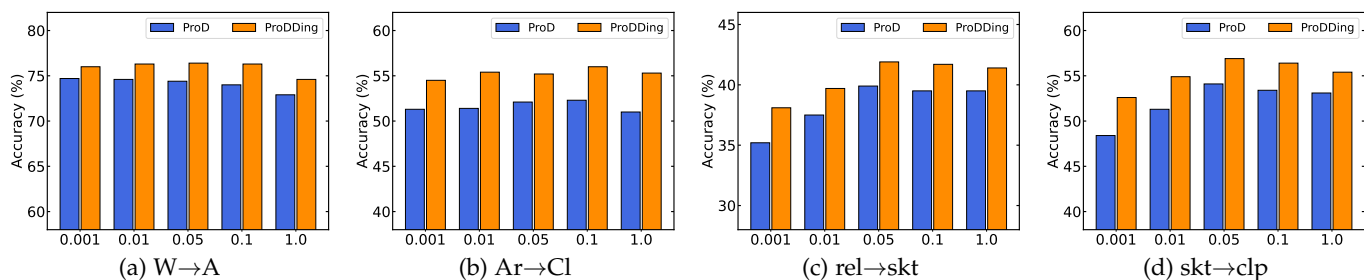 ProD ProDDing
Accuracy (%)
80
75
70
65
60
0.001 0.01 0.05 0.1 1.0
(a) W→A
ProD ProDDing
Accuracy (%)
60
55
50
45
40
0.001 0.01 0.05 0.1 1.0
(b) Ar→Cl
ProD ProDDing
Accuracy (%)
45
40
35
30
0.001 0.01 0.05 0.1 1.0
(c) rel→skt
ProD ProDDing
Accuracy (%)
60
55
50
45
40
0.001 0.01 0.05 0.1 1.0
(d) skt→clp